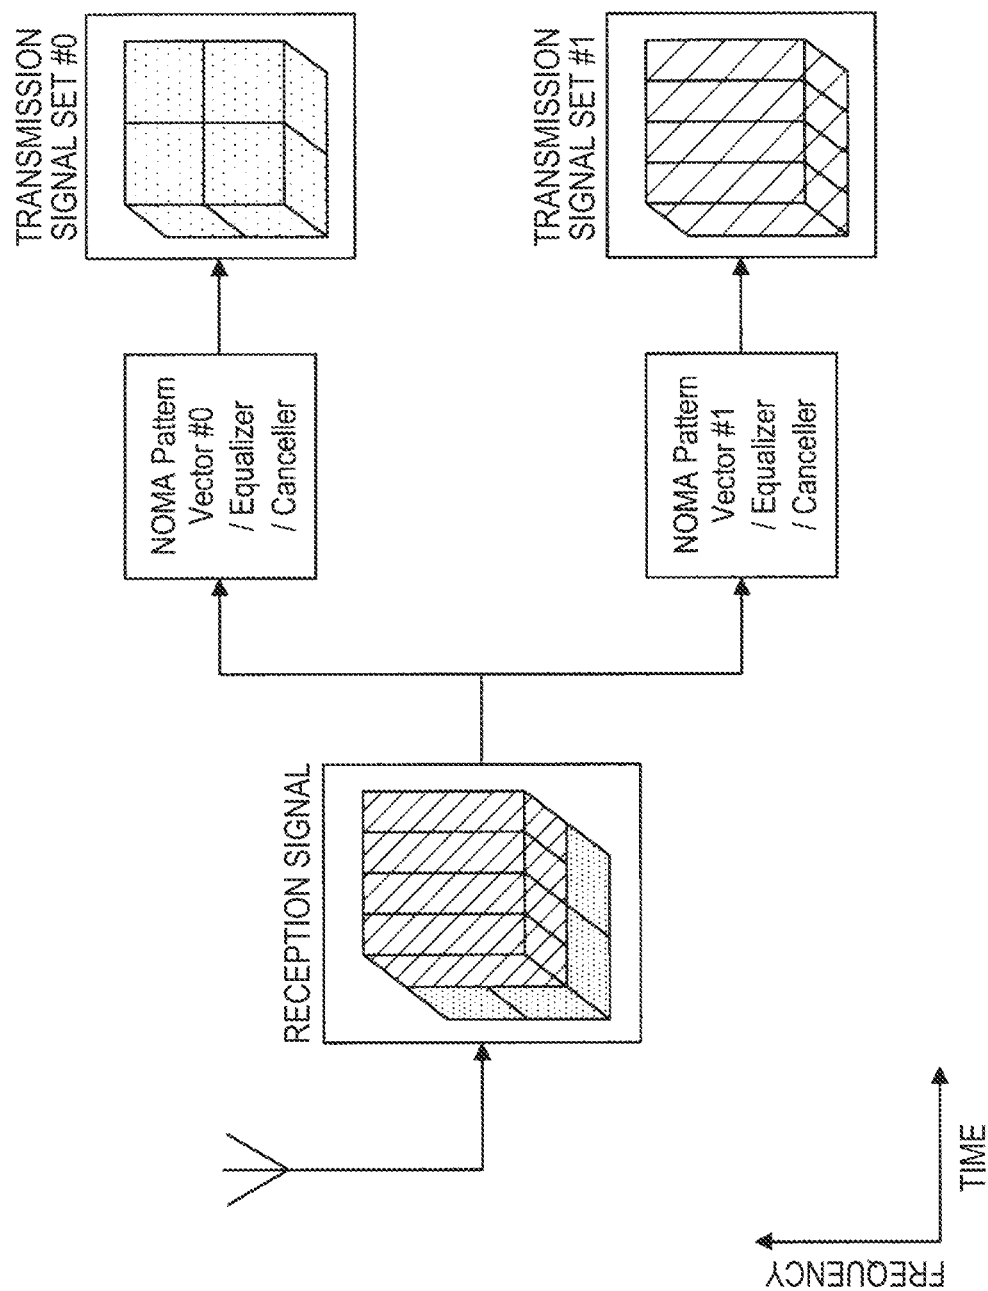 RECEPTION SIGNAL
NOMA Pattern
Vector #0
/ Equalizer
/ Canceller
TRANSMISSION
SIGNAL SET #0
NOMA Pattern
Vector #1
/ Equalizer
/ Canceller
TRANSMISSION
SIGNAL SET #1
FREQUENCY
TIME